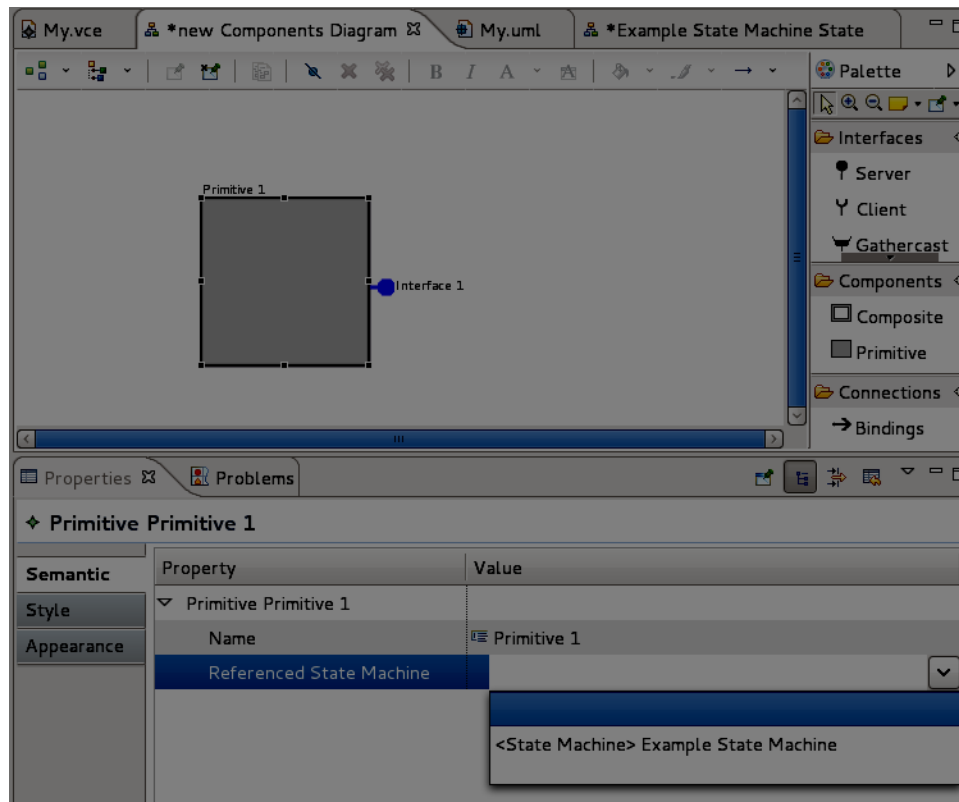 My.vce
*new Components Diagram
My.uml
*Example State Machine State
B I A A
Palette
Interfaces
Server
Client
Gathercast
Components
Composite
Primitive
Connections
Bindings
Primitive 1
Interface 1
Properties
Problems
Primitive Primitive 1
Semantic
Style
Appearance
Property Value
Primitive Primitive 1
Name Primitive 1
Referenced State Machine
<State Machine> Example State Machine